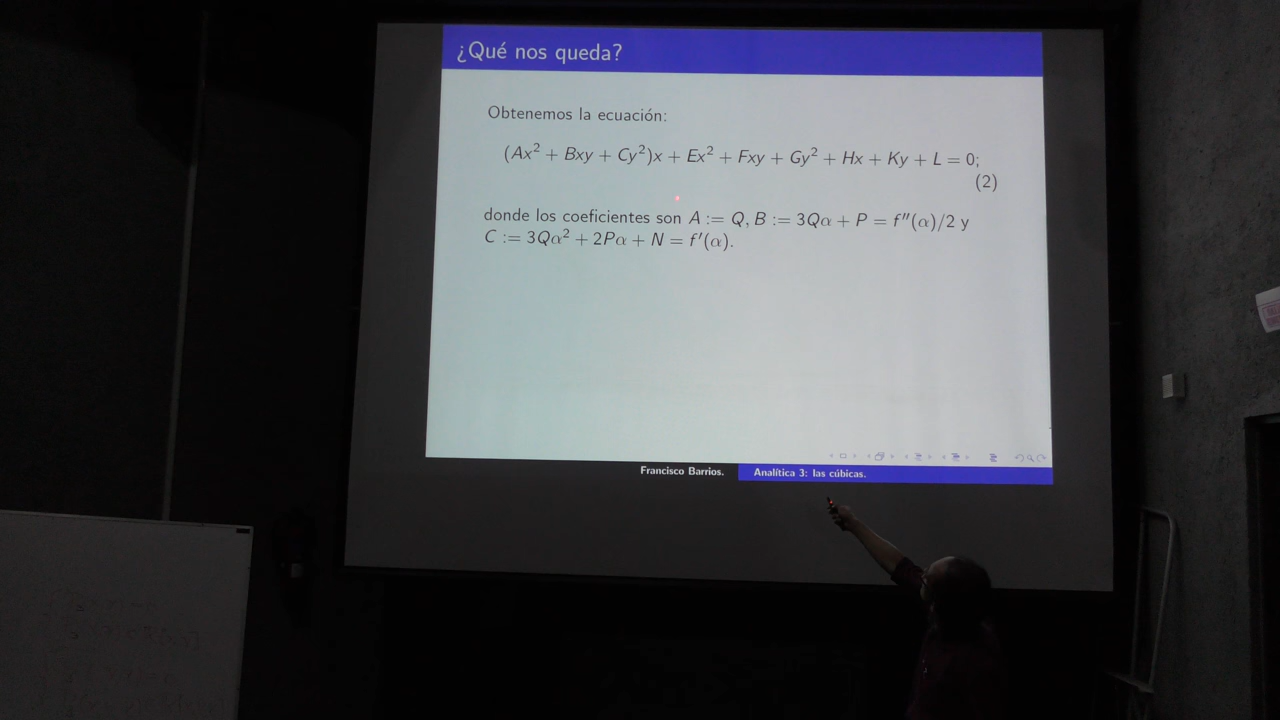 ¿Qué nos queda?
Obtenemos la ecuación:
(Ax² + Bxy + Cy²)x + Ex² + Fxy + Gy² + Hx + Ky + L = 0;
(2)
donde los coeficientes son A := Q, B := 3Qα + P = f″(α)/2 y
C := 3Qα² + 2Pα + N = f′(α).
Francisco Barrios.
Analítica 3: las cúbicas.